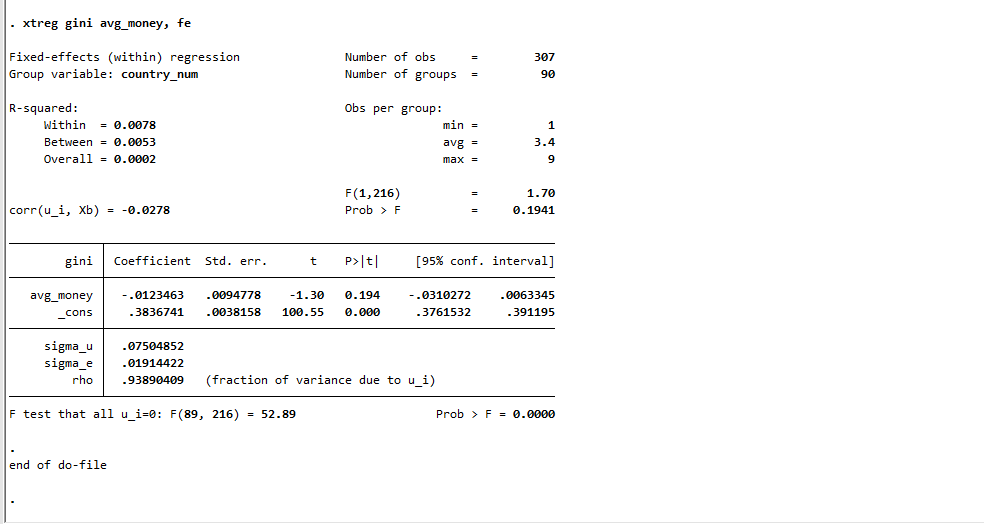 . xtreg gini avg_money, fe
Fixed-effects (within) regression Number of obs = 307
Group variable: country_num Number of groups = 90
R-squared: Obs per group:
Within = 0.0078 min = 1
Between = 0.0053 avg = 3.4
Overall = 0.0002 max = 9
F(1,216) = 1.70
corr(u_i, Xb) = -0.0278 Prob > F = 0.1941
gini Coefficient Std. err. t P>|t| [95% conf. interval]
avg_money -.0123463 .0094778 -1.30 0.194 -.0310272 .0063345
_cons .3836741 .0038158 100.55 0.000 .3761532 .391195
sigma_u .07504852
sigma_e .01914422
rho .93890409 (fraction of variance due to u_i)
F test that all u_i=0: F(89, 216) = 52.89 Prob > F = 0.0000
.
end of do-file
.